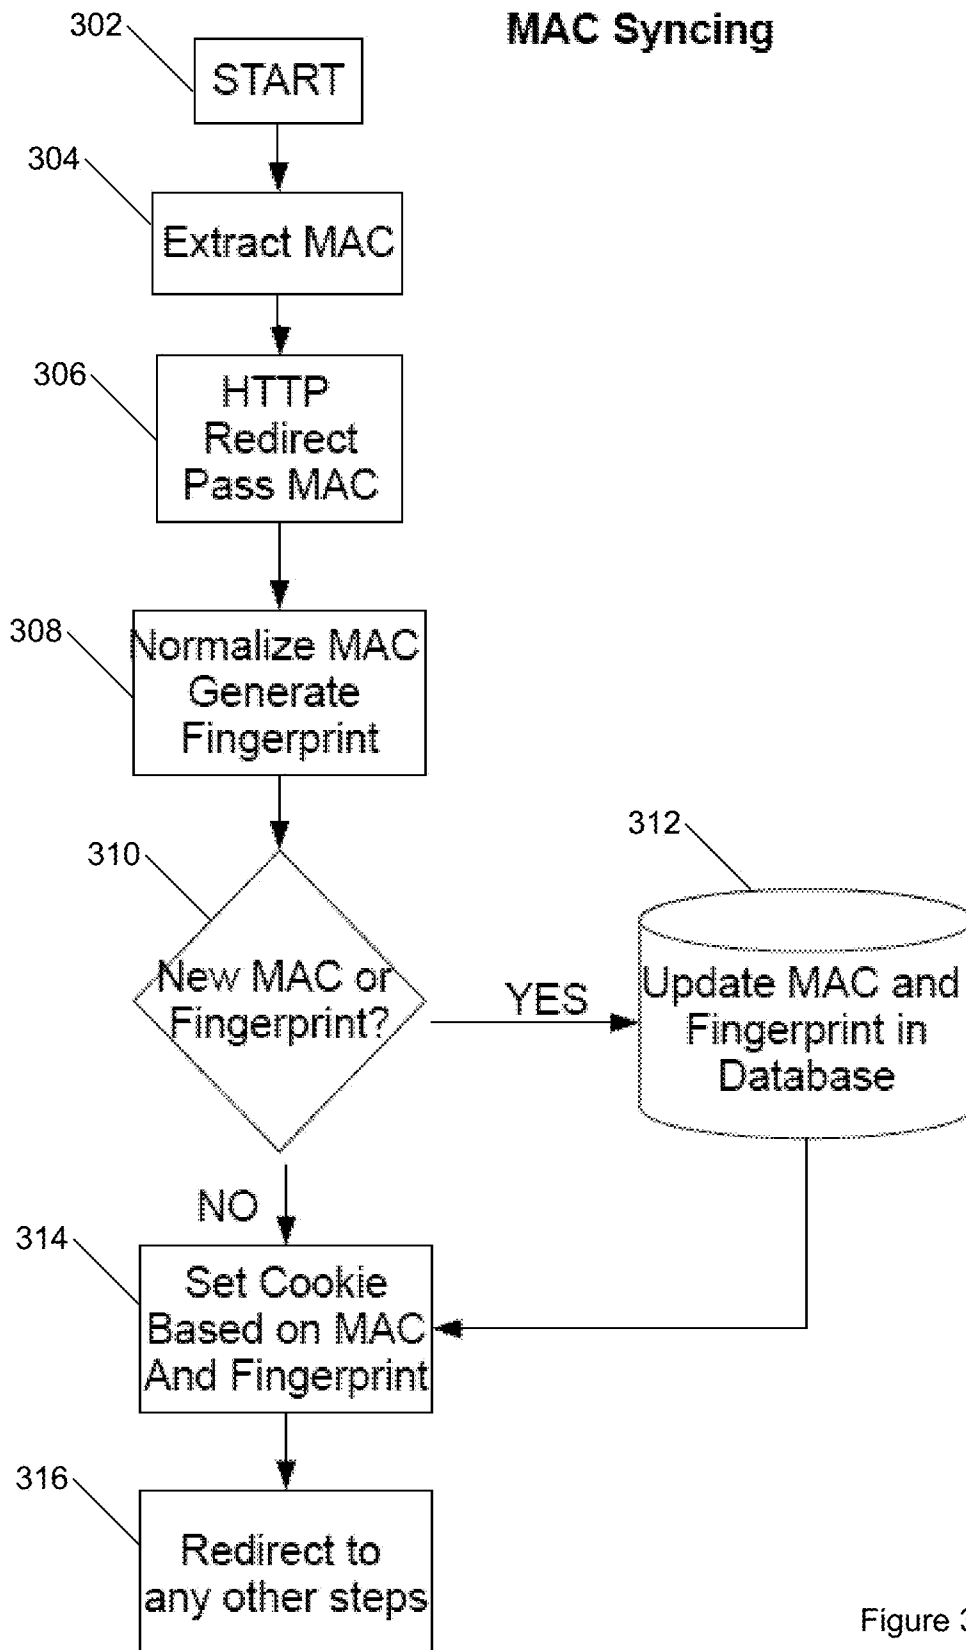 MAC Syncing
302
START
304
Extract MAC
306
HTTP
Redirect
Pass MAC
308
Normalize MAC
Generate
Fingerprint
310
New MAC or
Fingerprint?
YES
312
Update MAC and
Fingerprint in
Database
NO
314
Set Cookie
Based on MAC
And Fingerprint
316
Redirect to
any other steps
Figure 3